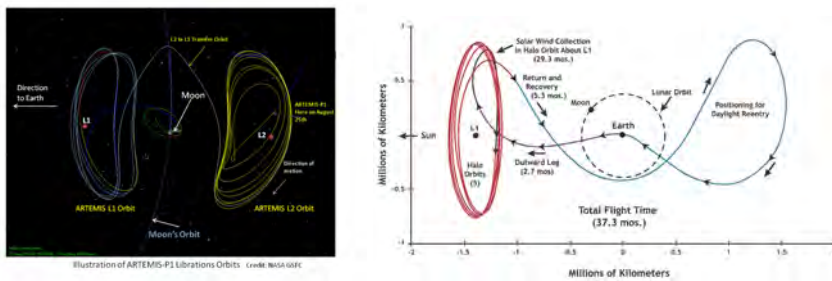 L2 to L1 Transfer Orbit
Direction
to Earth
Moon
L1
L2
ARTEMIS-P1
Here on August
25th
Direction of
motion
ARTEMIS L1 Orbit
ARTEMIS L2 Orbit
Moon's Orbit
Illustration of ARTEMIS-P1 Librations Orbits Credit: NASA GSFC
Millions of Kilometers
1
0.5
0
-0.5
-1
Solar Wind Collection
in Halo Orbit About L1
(29.3 mos.)
Return and
Recovery
(5.3 mos.)
Moon
Lunar Orbit
Positioning for
Daylight Reentry
Sun
L1
Earth
Halo
Orbits
(5)
Outward Leg
(2.7 mos)
Total Flight Time
(37.3 mos.)
-2
-1.5
-1
-0.5
0
0.5
1
1.5
Millions of Kilometers